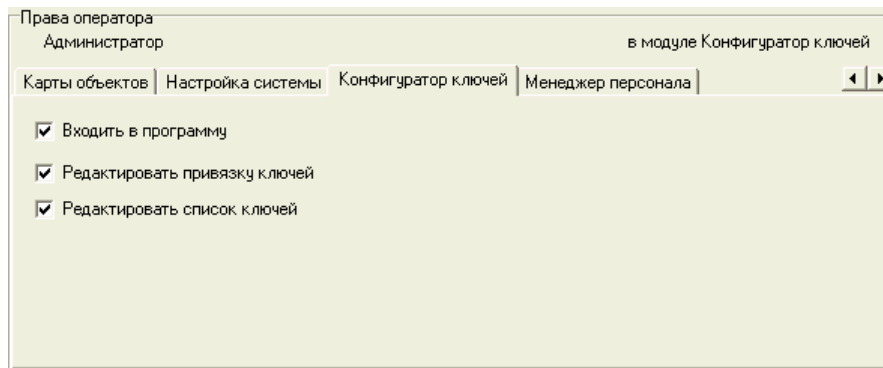 Права оператора
Администратор в модуле Конфигуратор ключей
Карты объектов Настройка системы Конфигуратор ключей Менеджер персонала
Входить в программу
Редактировать привязку ключей
Редактировать список ключей